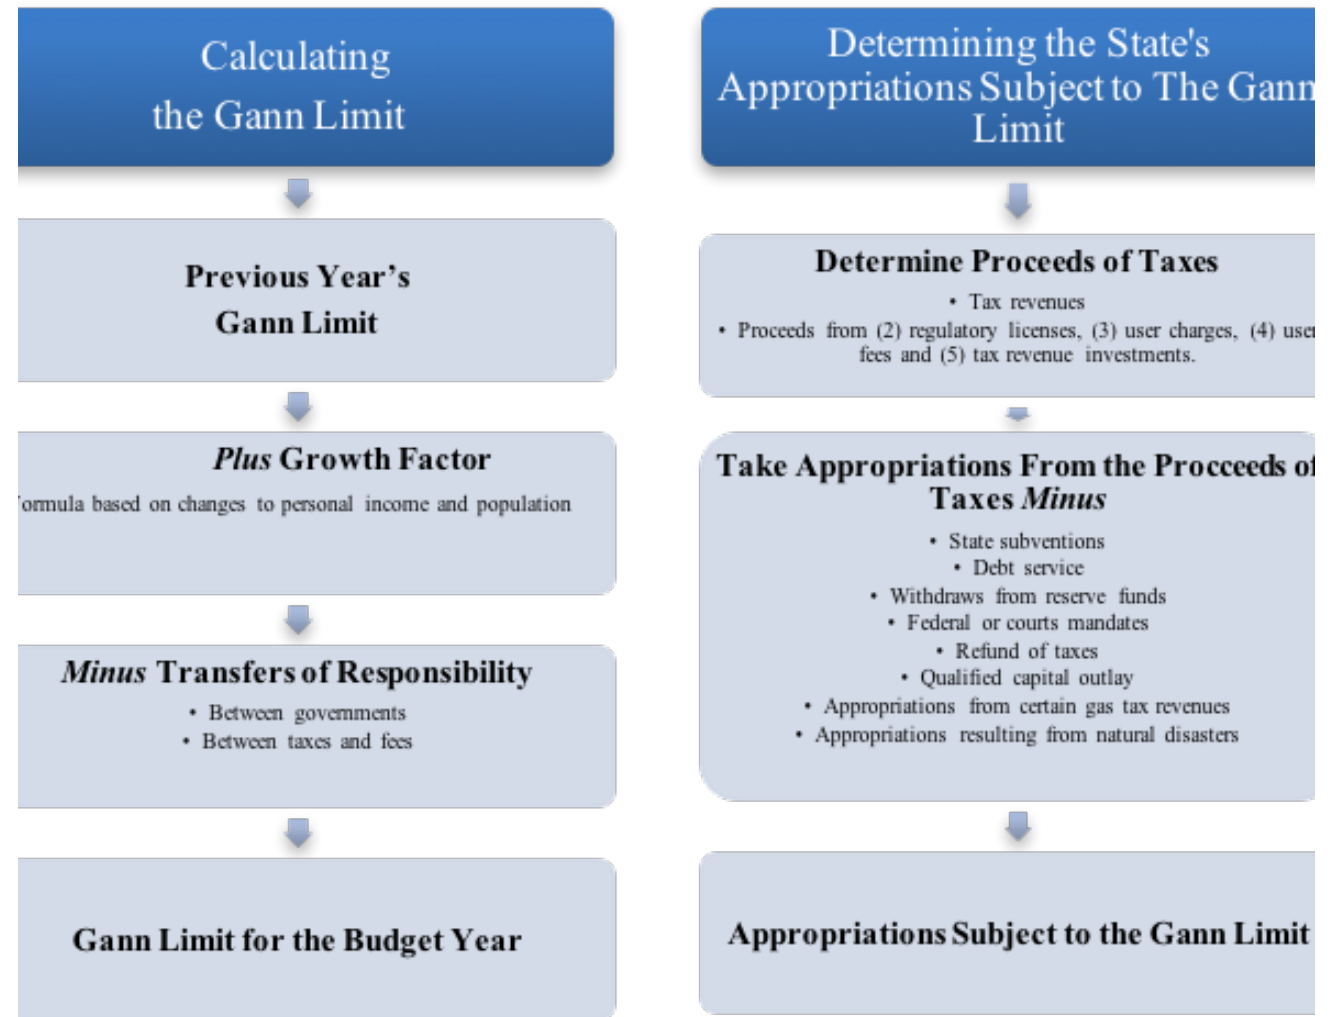 Calculating
the Gann Limit
Previous Year’s
Gann Limit
Plus Growth Factor
ormula based on changes to personal income and population
Minus Transfers of Responsibility
• Between governments
• Between taxes and fees
Gann Limit for the Budget Year
Determining the State's
Appropriations Subject to The Gann
Limit
Determine Proceeds of Taxes
• Tax revenues
• Proceeds from (2) regulatory licenses, (3) user charges, (4) user
fees and (5) tax revenue investments.
Take Appropriations From the Procceeds of
Taxes Minus
• State subventions
• Debt service
• Withdraws from reserve funds
• Federal or courts mandates
• Refund of taxes
• Qualified capital outlay
• Appropriations from certain gas tax revenues
• Appropriations resulting from natural disasters
Appropriations Subject to the Gann Limit